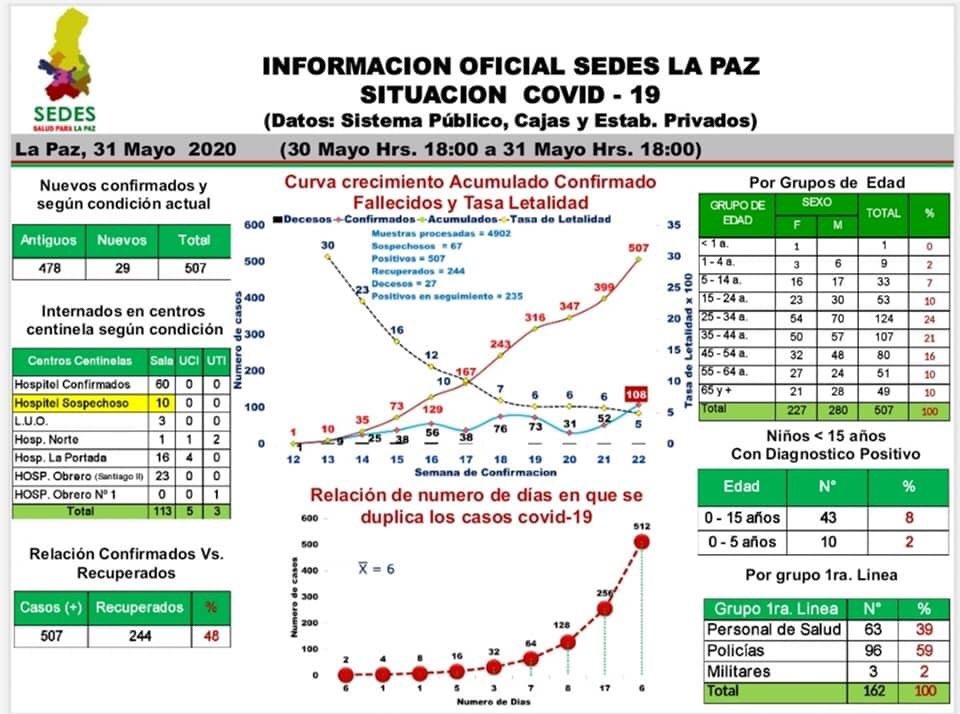 SEDES
SALUD PARA LA PAZ
INFORMACION OFICIAL SEDES LA PAZ
SITUACION COVID - 19
(Datos: Sistema Público, Cajas y Estab. Privados)
La Paz, 31 Mayo 2020 (30 Mayo Hrs. 18:00 a 31 Mayo Hrs. 18:00)
Nuevos confirmados y
según condición actual
Antiguos Nuevos Total
478 29 507
Internados en centros
centinela según condición
Centros Centinelas Sala UCI UTI
Hospitel Confirmados 60 0 0
Hospitel Sospechoso 10 0 0
L.U.O. 3 0 0
Hosp. Norte 1 1 2
Hosp. La Portada 16 4 0
HOSP. Obrero (Santiago II) 23 0 0
HOSP. Obrero Nº 1 0 0 1
Total 113 5 3
Relación Confirmados Vs.
Recuperados
Casos (+) Recuperados %
507 244 48
Curva crecimiento Acumulado Confirmado
Fallecidos y Tasa Letalidad
Decesos Confirmados Acumulados Tasa de Letalidad
Muestras procesadas = 4902
Sospechosos = 67
Positivos = 507
Recuperados = 244
Decesos = 27
Positivos en seguimiento = 235
Numero de casos
600
500
400
300
200
100
0
Tasa de Letalidad x 100
35
30
25
20
15
10
5
0
30 23 16 12 10 7 6 6 6 5
1 10 35 73 129 167 243 316 347 399 507
1 9 25 38 56 38 76 73 31 52 108
12 13 14 15 16 17 18 19 20 21 22
Semana de Confirmacion
Relación de numero de días en que se
duplica los casos covid-19
X = 6
Numero de casos
600
500
400
300
200
100
0
2 4 8 16 32 64 128 256 512
6 1 1 5 3 7 8 17 6
Numero de Dias
Por Grupos de Edad
GRUPO DE EDAD SEXO TOTAL %
F M
< 1 a. 1 1 0
1 - 4 a. 3 6 9 2
5 - 14 a. 16 17 33 7
15 - 24 a. 23 30 53 10
25 - 34 a. 54 70 124 24
35 - 44 a. 50 57 107 21
45 - 54 a. 32 48 80 16
55 - 64 a. 27 24 51 10
65 y + 21 28 49 10
Total 227 280 507 100
Niños < 15 años
Con Diagnostico Positivo
Edad N° %
0 - 15 años 43 8
0 - 5 años 10 2
Por grupo 1ra. Linea
Grupo 1ra. Linea N° %
Personal de Salud 63 39
Policías 96 59
Militares 3 2
Total 162 100